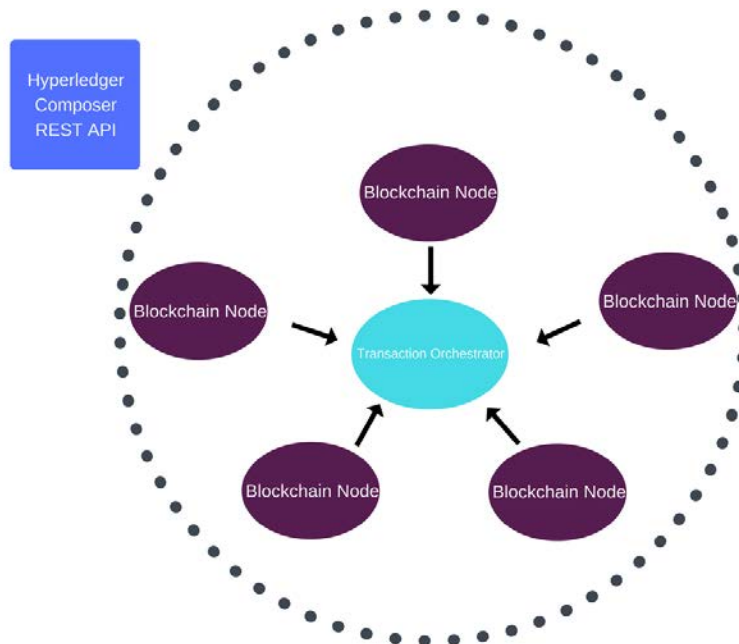 Hyperledger
Composer
REST API
Blockchain Node
Blockchain Node
Blockchain Node
Transaction Orchestrator
Blockchain Node
Blockchain Node